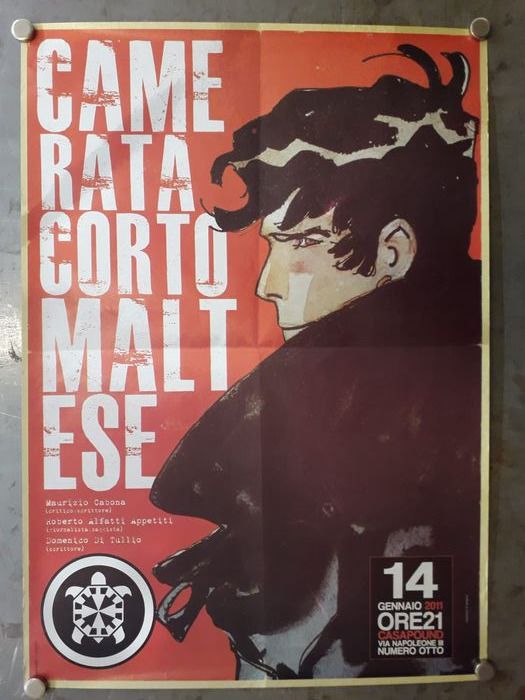 CAME
RATA
CORTO
MALT
ESE
Maurizio Cabona
(critico-scrittore)
Roberto Alfatti Appetiti
(giornalista-saggista)
Domenico Di Tullio
(scrittore)
14
GENNAIO 2011
ORE21
CASAPOUND
VIA NAPOLEONE III
NUMERO OTTO